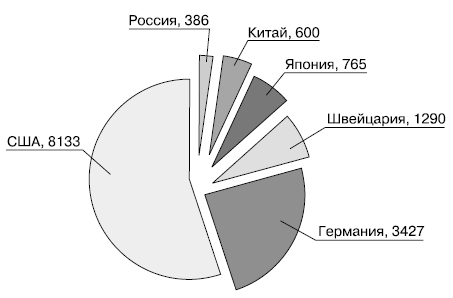 Россия, 386
Китай, 600
Япония, 765
Швейцария, 1290
США, 8133
Германия, 3427